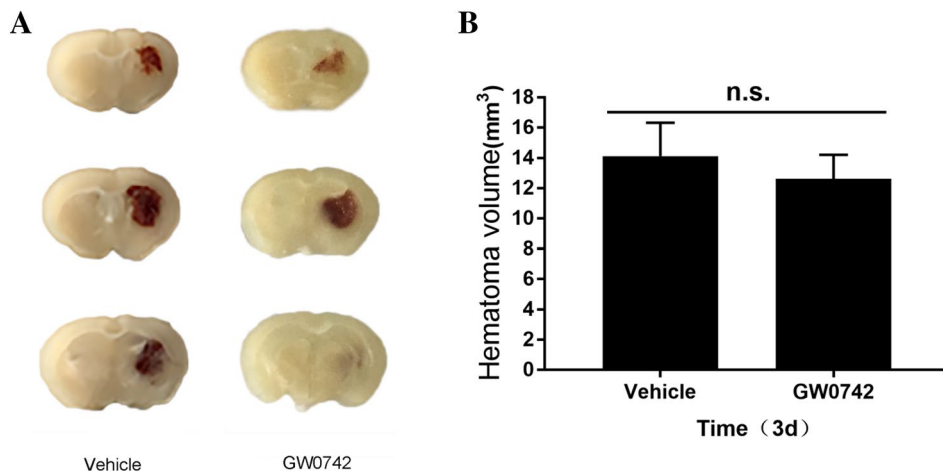 A
B
n.s.
Hematoma volume(mm³)
18
16
14
12
10
8
6
4
2
0
Vehicle
GW0742
Time（3d）
Vehicle
GW0742